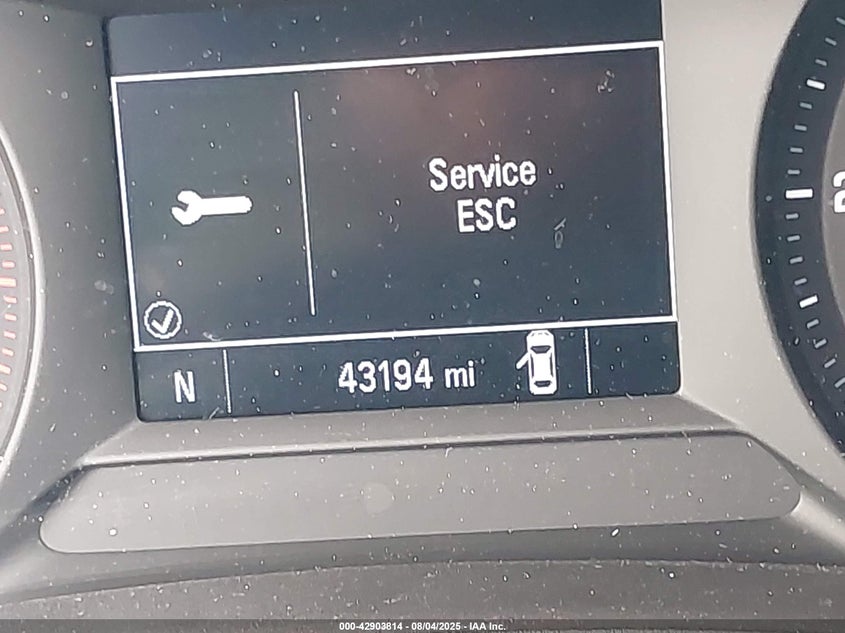 Service
ESC
N
43194 mi
000-42903814 - 08/04/2025 - IAA Inc.